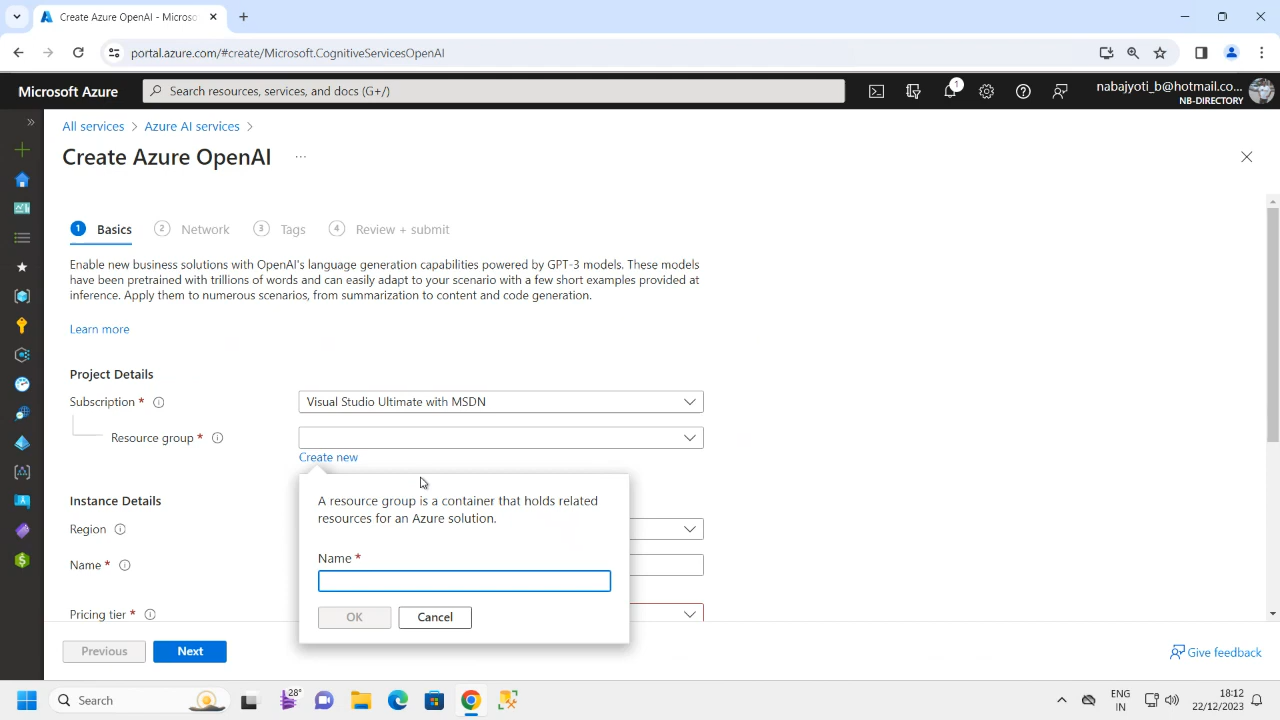 Create Azure OpenAI - Microso
portal.azure.com/#create/Microsoft.CognitiveServicesOpenAI
Microsoft Azure
Search resources, services, and docs (G+/)
1
nabajyoti_b@hotmail.co...
NB-DIRECTORY
All services > Azure AI services >
Create Azure OpenAI ...
1 Basics 2 Network 3 Tags 4 Review + submit
Enable new business solutions with OpenAI's language generation capabilities powered by GPT-3 models. These models
have been pretrained with trillions of words and can easily adapt to your scenario with a few short examples provided at
inference. Apply them to numerous scenarios, from summarization to content and code generation.
Learn more
Project Details
Subscription *
Visual Studio Ultimate with MSDN
Resource group *
Create new
A resource group is a container that holds related
resources for an Azure solution.
Name *
OK Cancel
Instance Details
Region
Name *
Pricing tier *
Previous Next
Give feedback
Search
28°
ENG
IN
18:12
22/12/2023